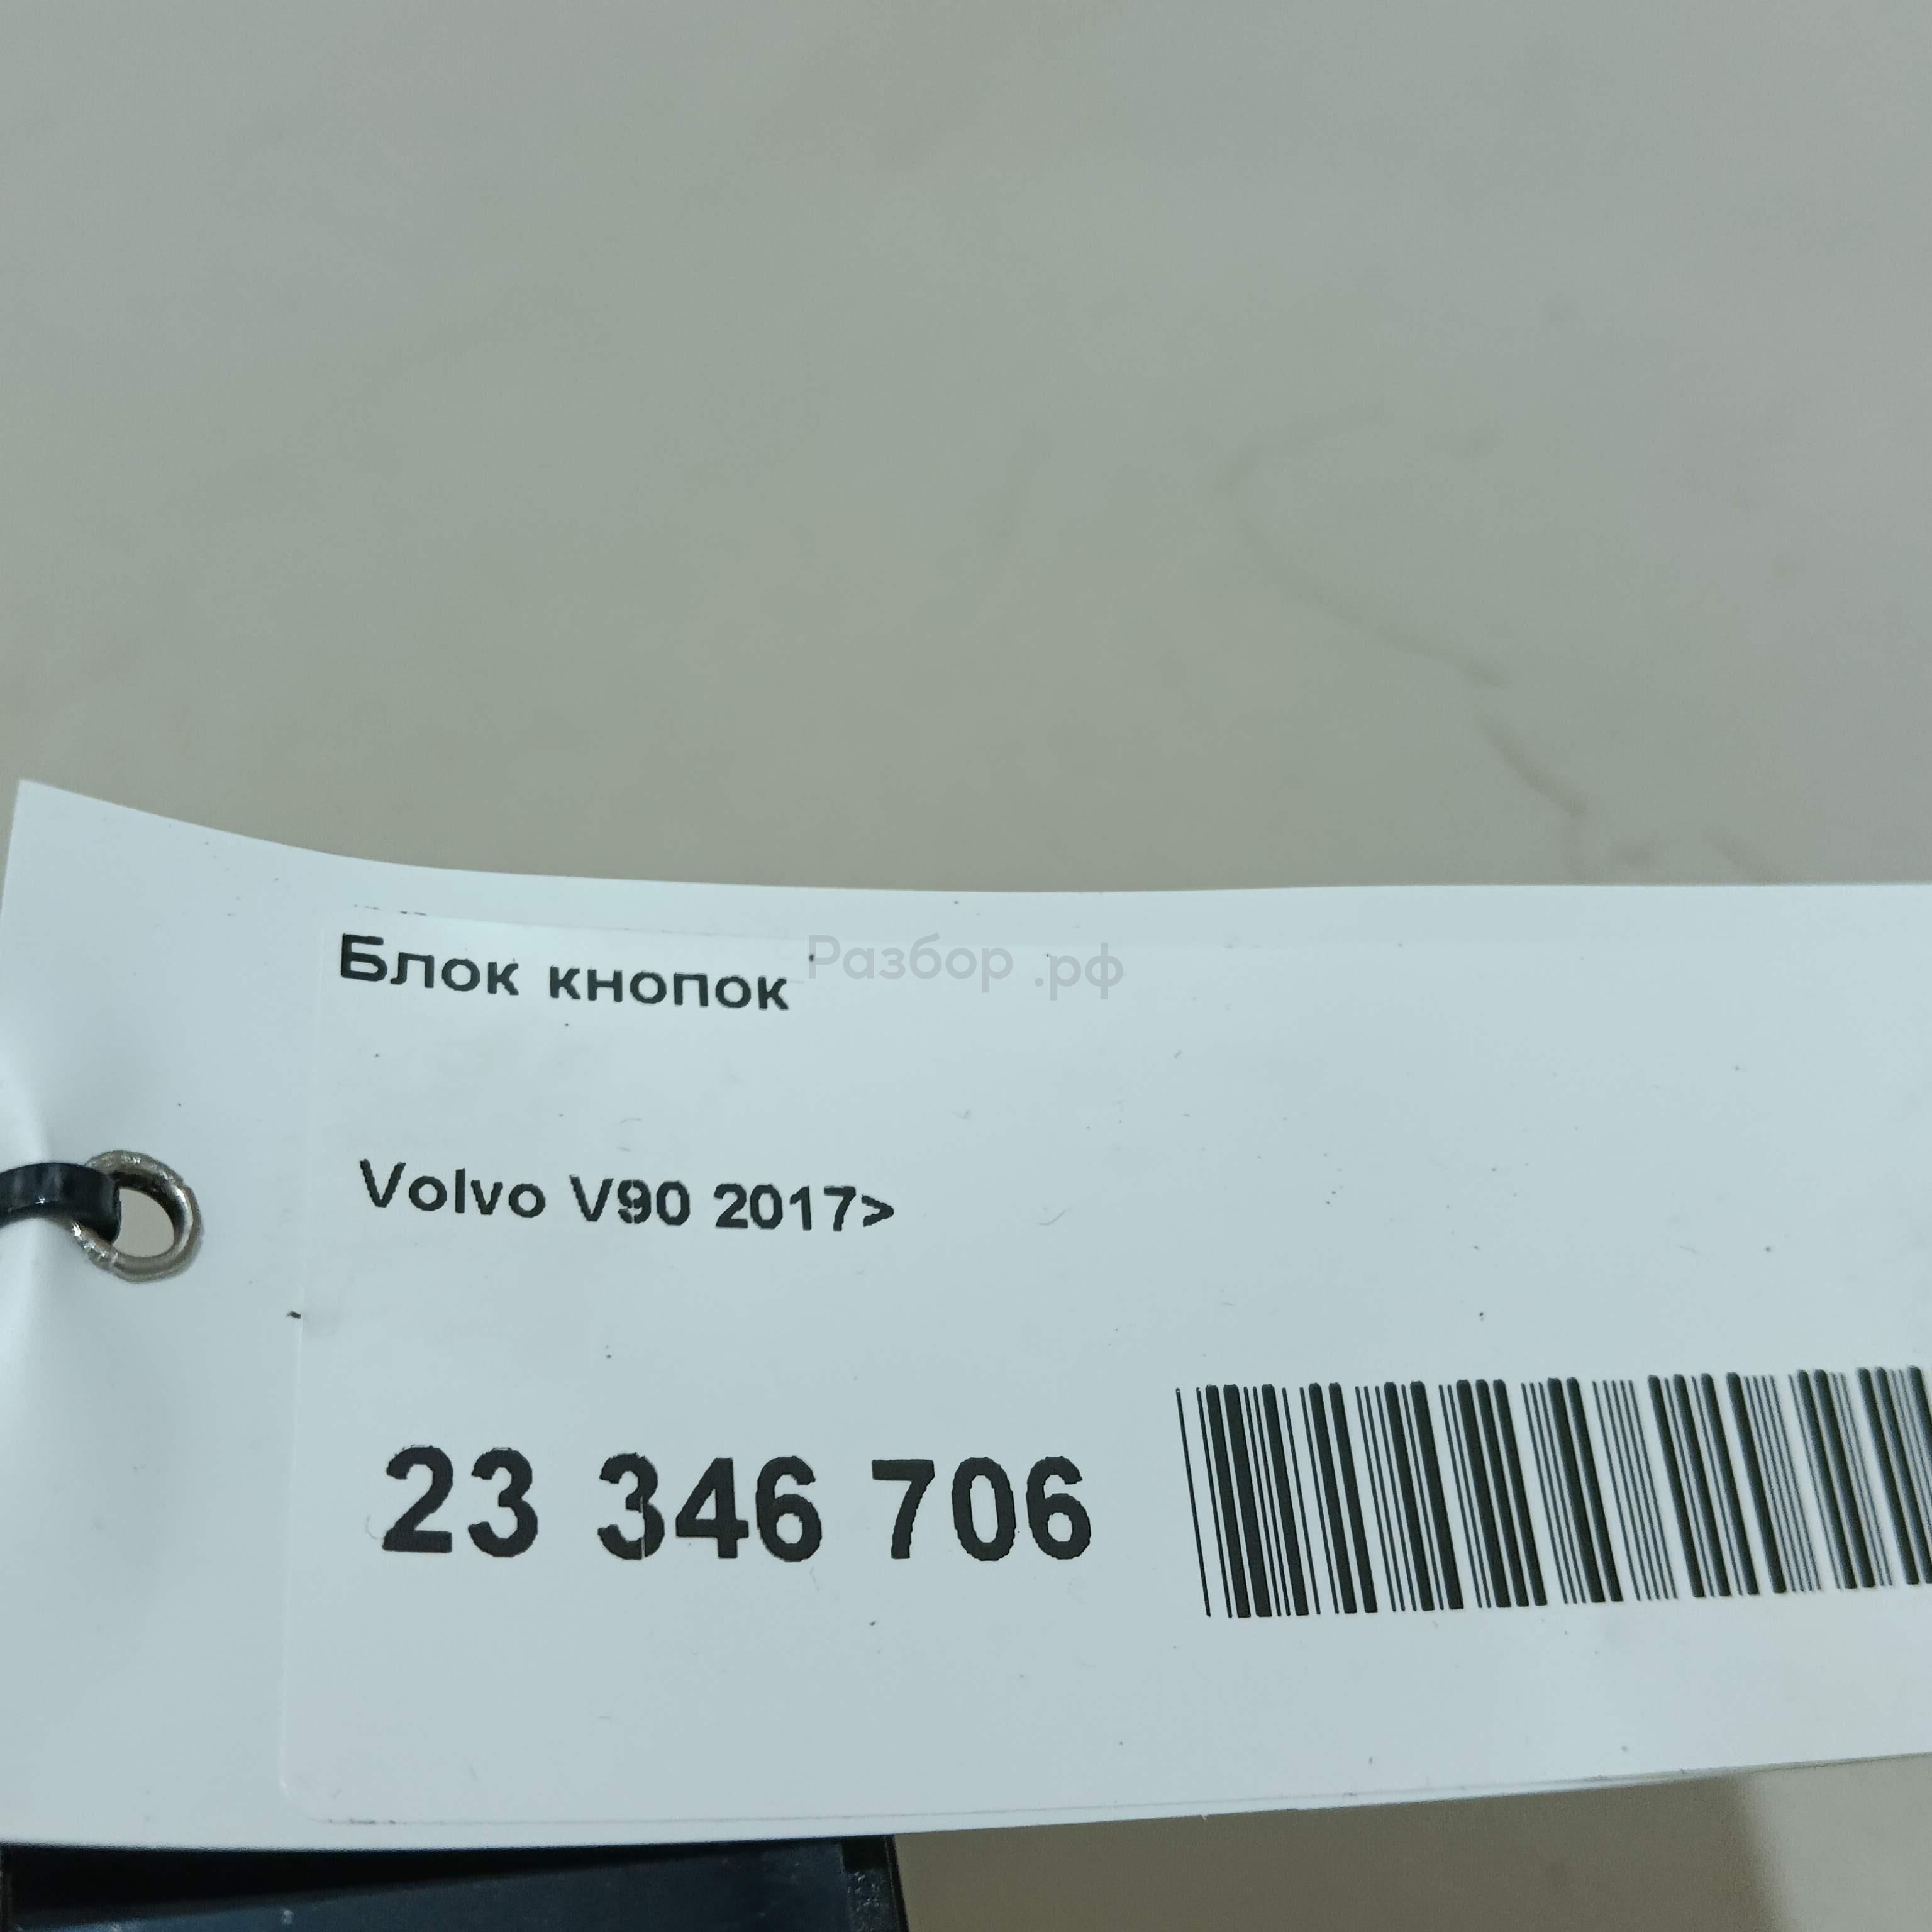 Блок кнопок
Разбор .рф
Volvo V90 2017>
23 346 706